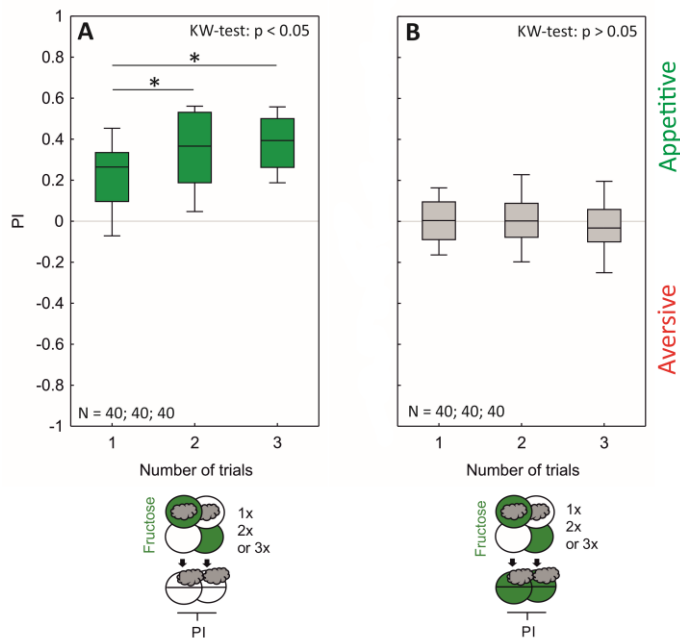 A
KW-test: p < 0.05
*
*
PI
1
0.8
0.6
0.4
0.2
0
-0.2
-0.4
-0.6
-0.8
-1
N = 40; 40; 40
1 2 3
Number of trials
Fructose
1x
2x
or 3x
PI
B
KW-test: p > 0.05
N = 40; 40; 40
1 2 3
Number of trials
Fructose
1x
2x
or 3x
PI
Appetitive
Aversive